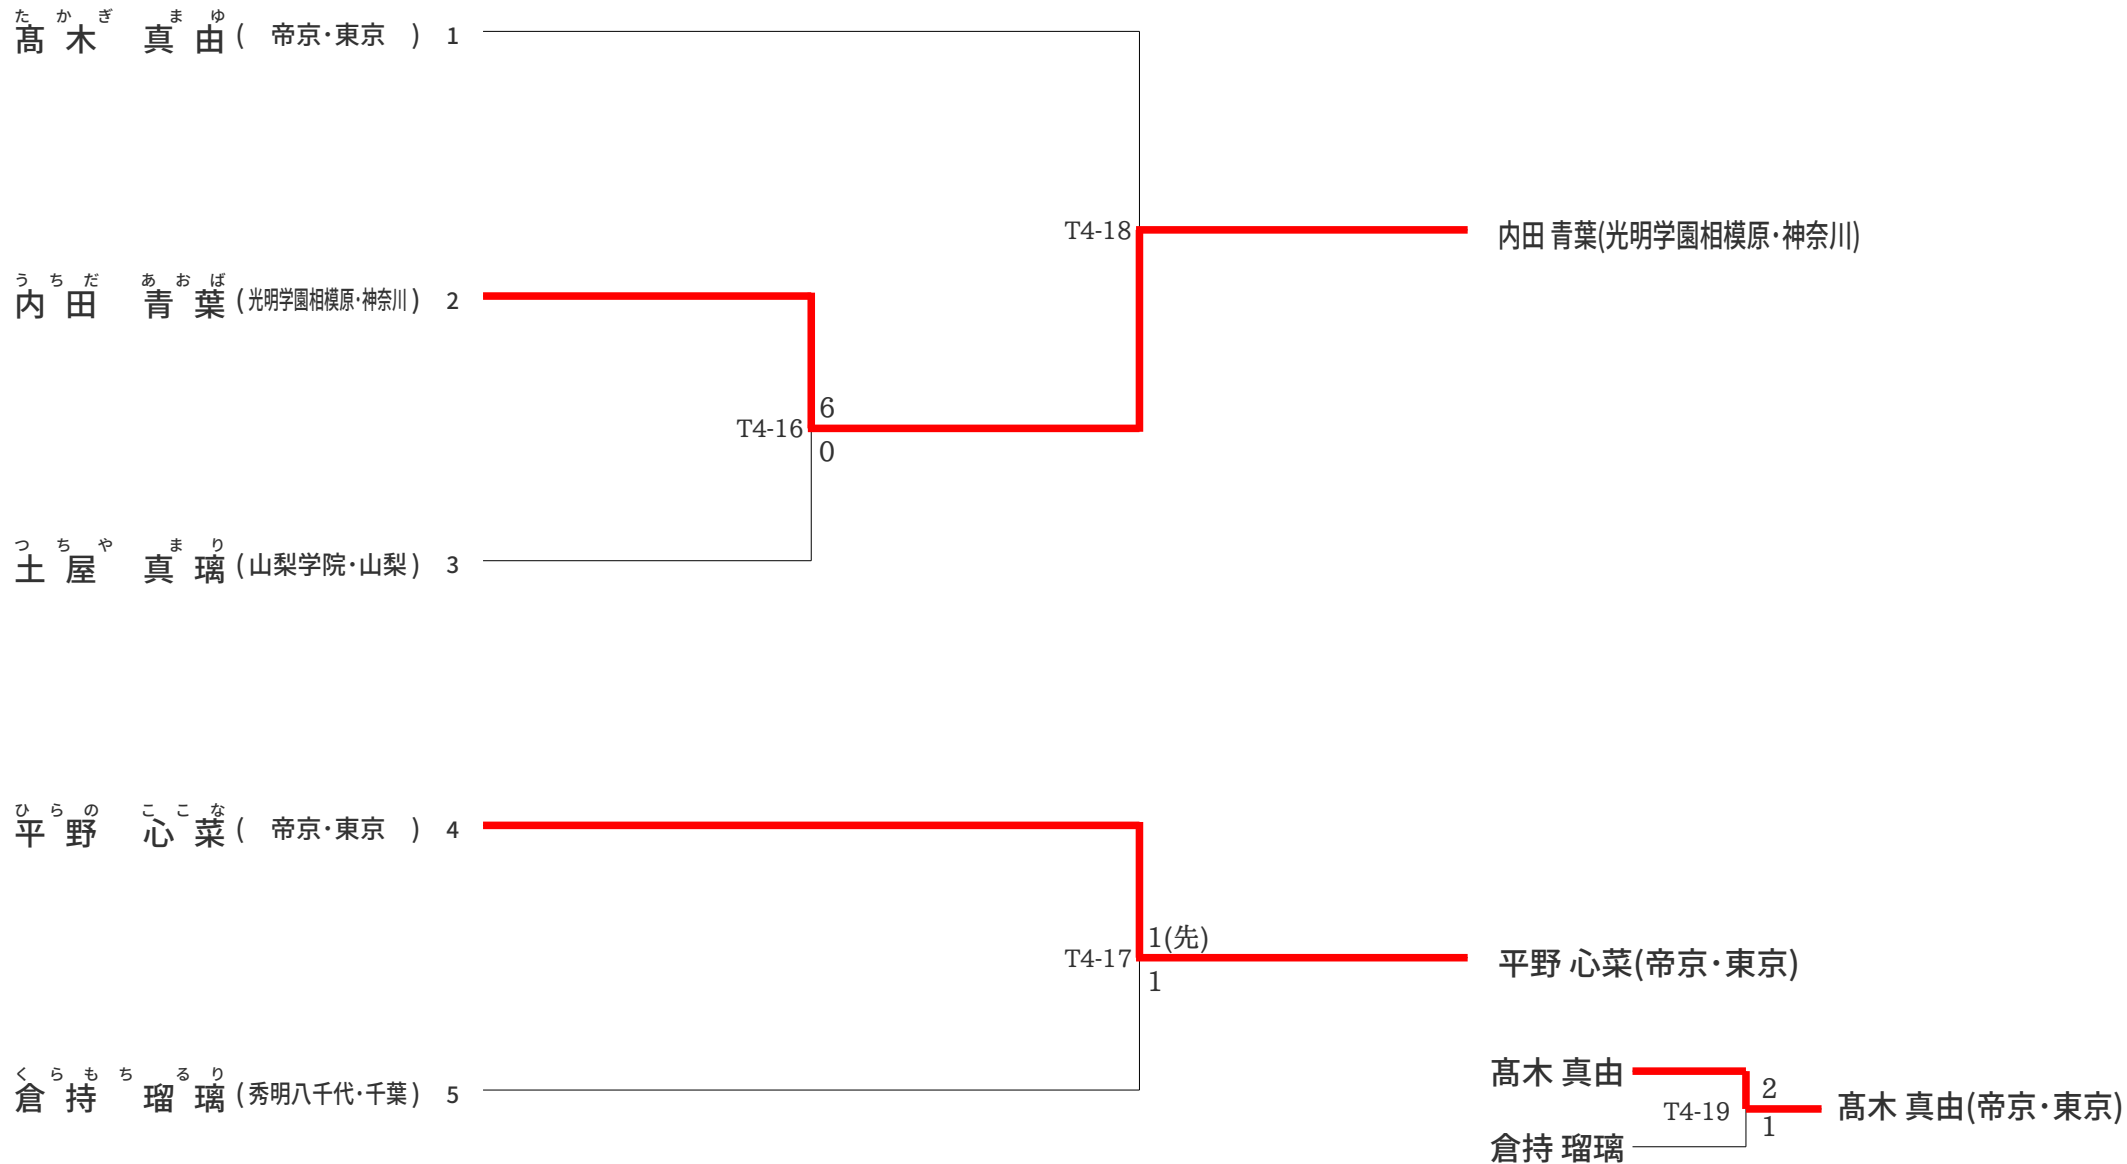 たかぎ まゆ
髙木 真由 ( 帝京・東京 ) 1
T4-18
内田 青葉(光明学園相模原・神奈川)
うちだ あおば
内田 青葉 (光明学園相模原・神奈川) 2
6
T4-16
0
つちや まり
土屋 真璃 (山梨学院・山梨) 3
ひらの ここな
平野 心菜 ( 帝京・東京 ) 4
1(先)
T4-17
1
平野 心菜(帝京・東京)
くらもち るり
倉持 瑠璃 (秀明八千代・千葉) 5
髙木 真由
2
T4-19
1
髙木 真由(帝京・東京)
倉持 瑠璃